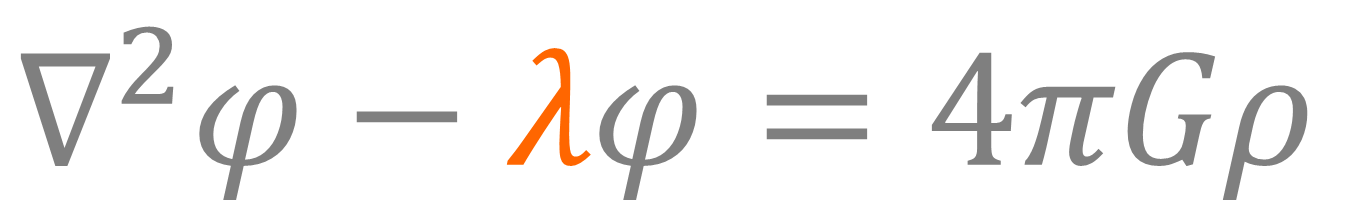 ∇²φ − λφ = 4πGρ